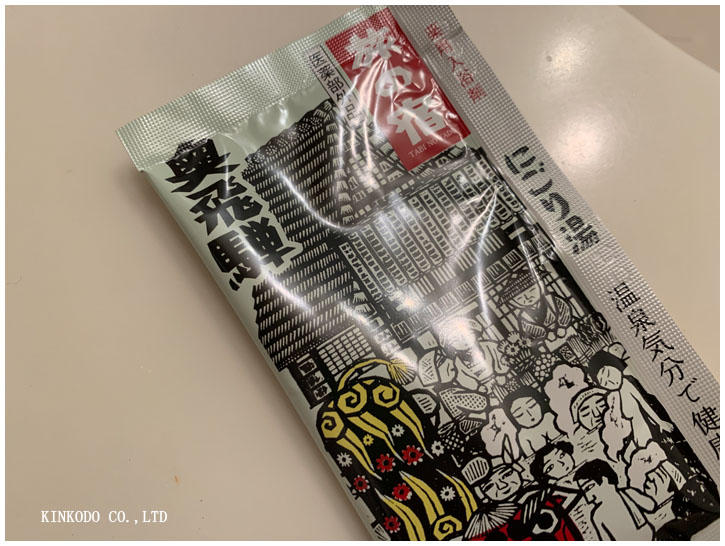 旅の宿
TABI NO YADO
医薬部外品
薬用入浴剤
奥飛騨
にごり湯
温泉気分で健康
KINKODO CO.,LTD